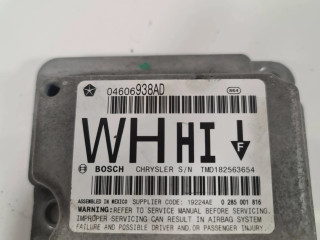 04606938AD
WH HI F
BOSCH CHRYSLER S/N TMD182563654
ASSEMBLED IN MEXICO SUPPLIER CODE: 19224AE 0 285 001 816
WARNING:REFER TO SERVICE MANUAL BEFORE SERVICING.
IMPROPER SERVICING CAN RESULT IN AIRBAG SYSTEM
FAILURE AND POSSIBLE DRIVER AND/OR PASSENGER INJURY